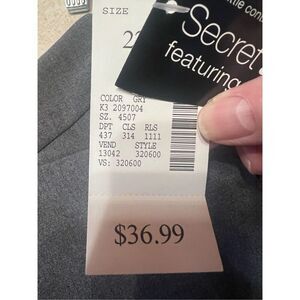 SIZE
COLOR GRY
K3 2097004
SZ. 4507
DPT CLS RLS
437 314 1111
VEND STYLE
13042 320600
VS: 320600
$36.99
Secret
featuring